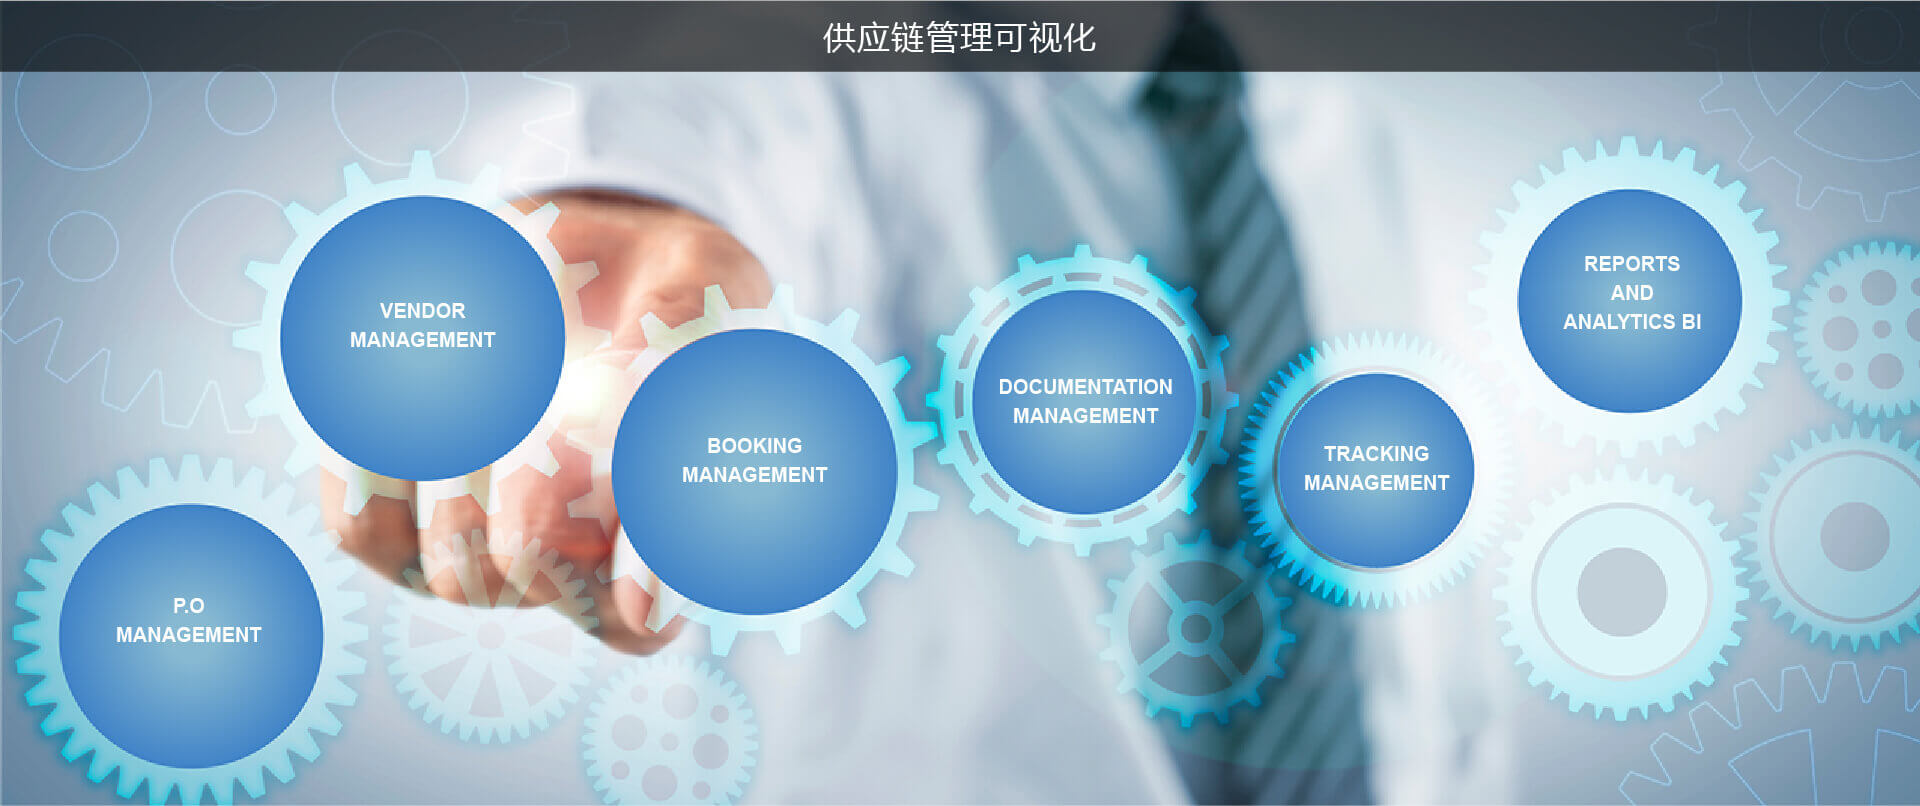 供应链管理可视化
P.O
MANAGEMENT
VENDOR
MANAGEMENT
BOOKING
MANAGEMENT
DOCUMENTATION
MANAGEMENT
TRACKING
MANAGEMENT
REPORTS
AND
ANALYTICS BI